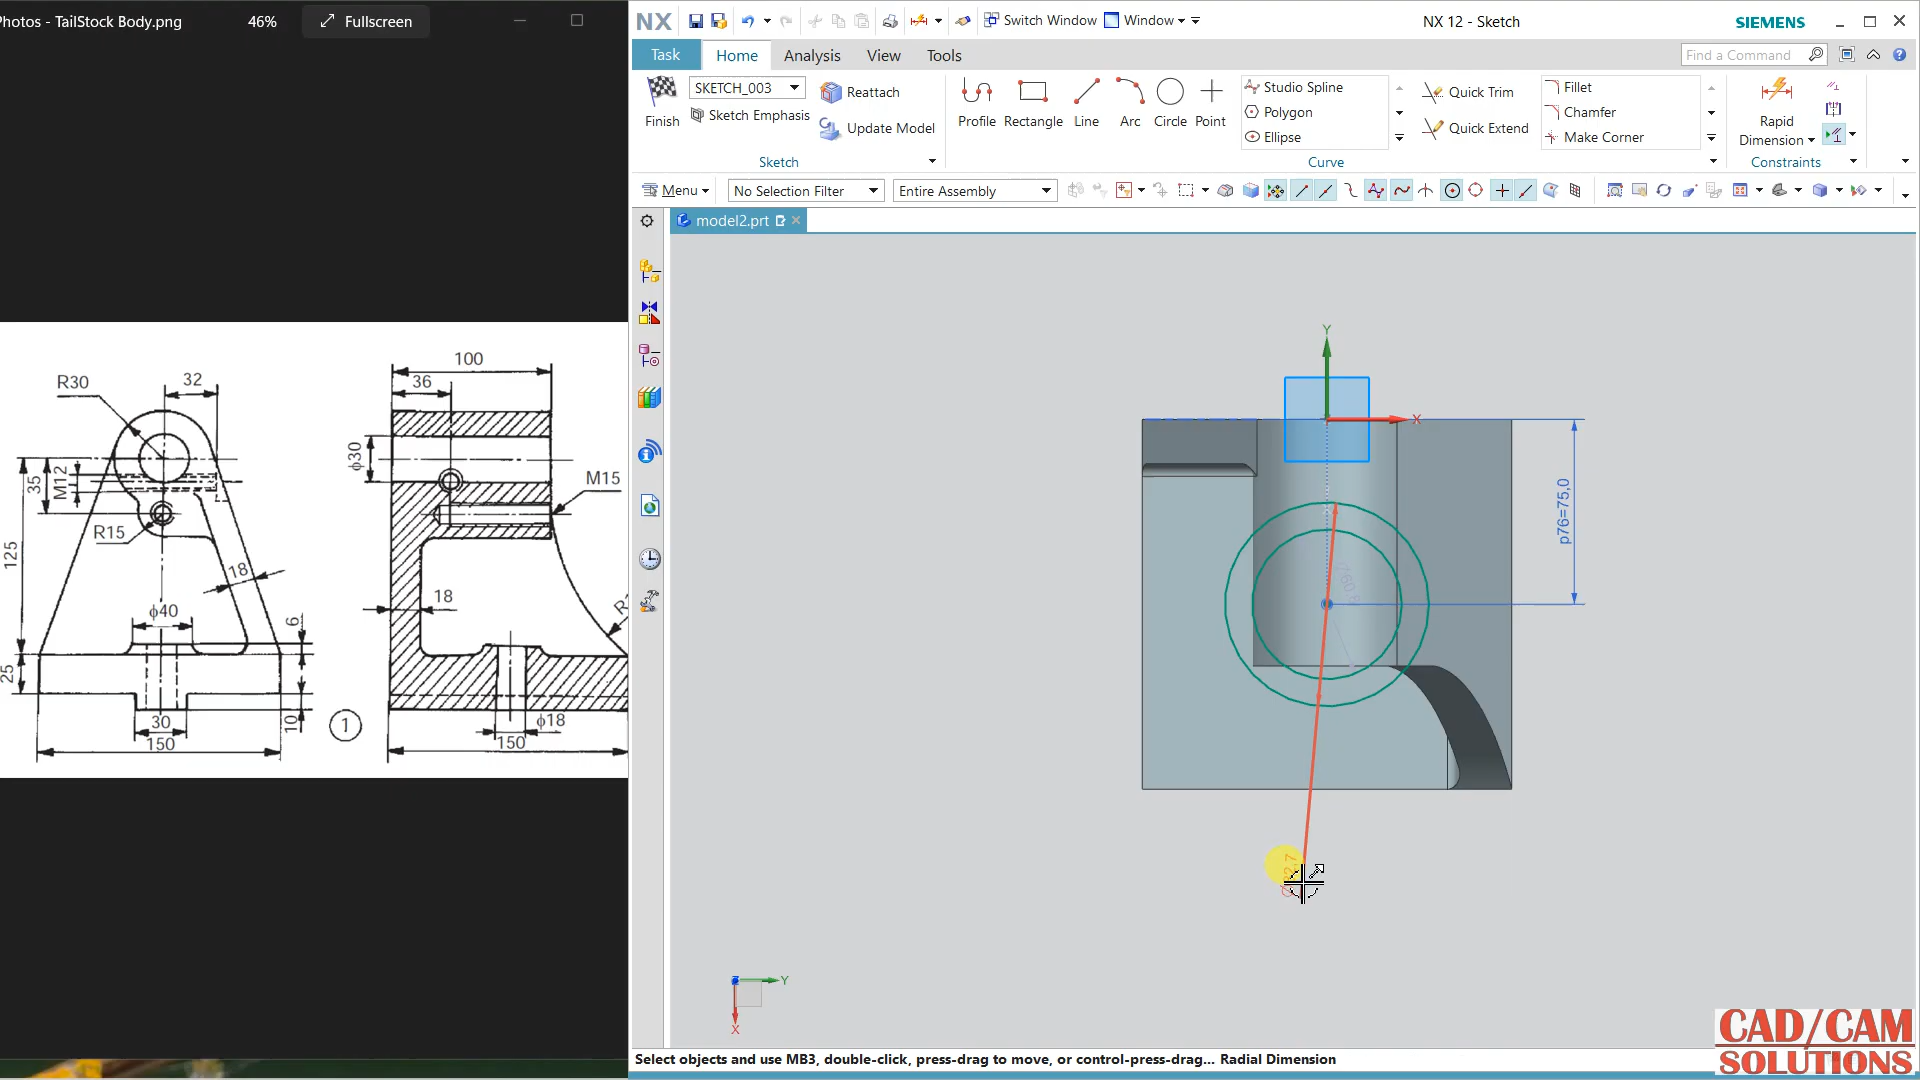 Photos - TailStock Body.png
46%
Fullscreen
NX
Switch Window
Window
NX 12 - Sketch
SIEMENS
Task
Home
Analysis
View
Tools
Find a Command
Finish
SKETCH_003
Sketch Emphasis
Reattach
Update Model
Sketch
Profile
Rectangle
Line
Arc
Circle
Point
Studio Spline
Polygon
Ellipse
Quick Trim
Quick Extend
Fillet
Chamfer
Make Corner
Curve
Rapid
Dimension
Constraints
Menu
No Selection Filter
Entire Assembly
model2.prt
R30
32
35
M12
R15
125
18
ϕ40
6
25
30
10
150
1
100
36
ϕ30
M15
18
ϕ18
150
Y
X
p76=75,0
Y
X
Select objects and use MB3, double-click, press-drag to move, or control-press-drag... Radial Dimension
CAD/CAM
SOLUTIONS